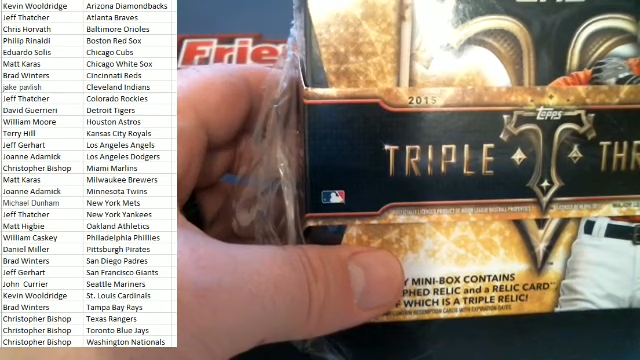 Kevin Wooldridge Arizona Diamondbacks
Jeff Thatcher Atlanta Braves
Chris Horvath Baltimore Orioles
Philip Rinaldi Boston Red Sox
Eduardo Solis Chicago Cubs
Matt Karas Chicago White Sox
Brad Winters Cincinnati Reds
jake pavlish Cleveland Indians
Jeff Thatcher Colorado Rockies
David Guerrieri Detroit Tigers
William Moore Houston Astros
Terry Hill Kansas City Royals
Jeff Gerhart Los Angeles Angels
Joanne Adamick Los Angeles Dodgers
Christopher Bishop Miami Marlins
Matt Karas Milwaukee Brewers
Joanne Adamick Minnesota Twins
Michael Dunham New York Mets
Jeff Thatcher New York Yankees
Matt Higbie Oakland Athletics
William Caskey Philadelphia Phillies
Daniel Miller Pittsburgh Pirates
Brad Winters San Diego Padres
Jeff Gerhart San Francisco Giants
John Currier Seattle Mariners
Kevin Wooldridge St. Louis Cardinals
Brad Winters Tampa Bay Rays
Christopher Bishop Texas Rangers
Christopher Bishop Toronto Blue Jays
Christopher Bishop Washington Nationals
Frie
2015
Topps
TRIPLE THR
Y MINI-BOX CONTAINS
PHED RELIC and a RELIC CARD
F WHICH IS A TRIPLE RELIC!